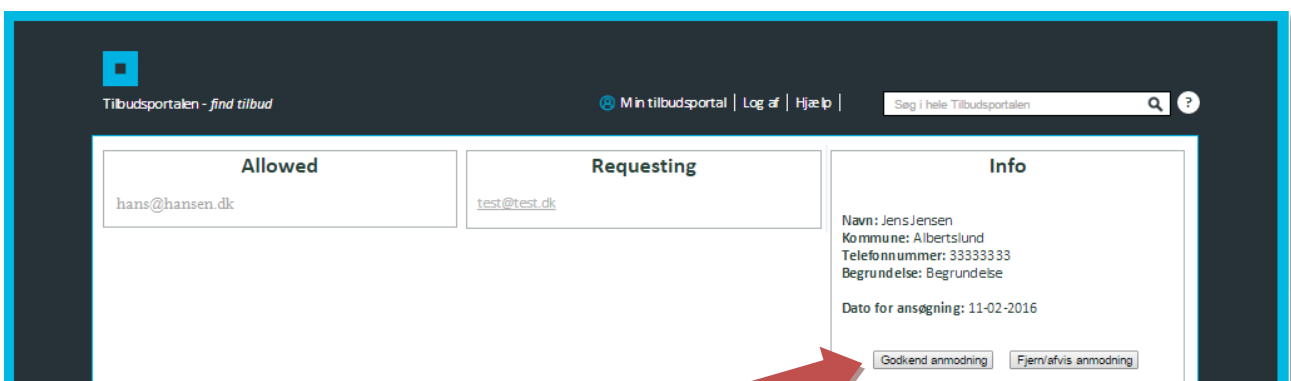 Tilbudsportalen - find tilbud
Min tilbudsportal | Log af | Hjælp |
Søg i hele Tilbudsportalen
?
Allowed
hans@hansen.dk
Requesting
test@test.dk
Info
Navn: Jens Jensen
Kommune: Albertslund
Telefonnummer: 33333333
Begrundelse: Begrundelse
Dato for ansøgning: 11-02-2016
Godkend anmodning
Fjern/afvis anmodning